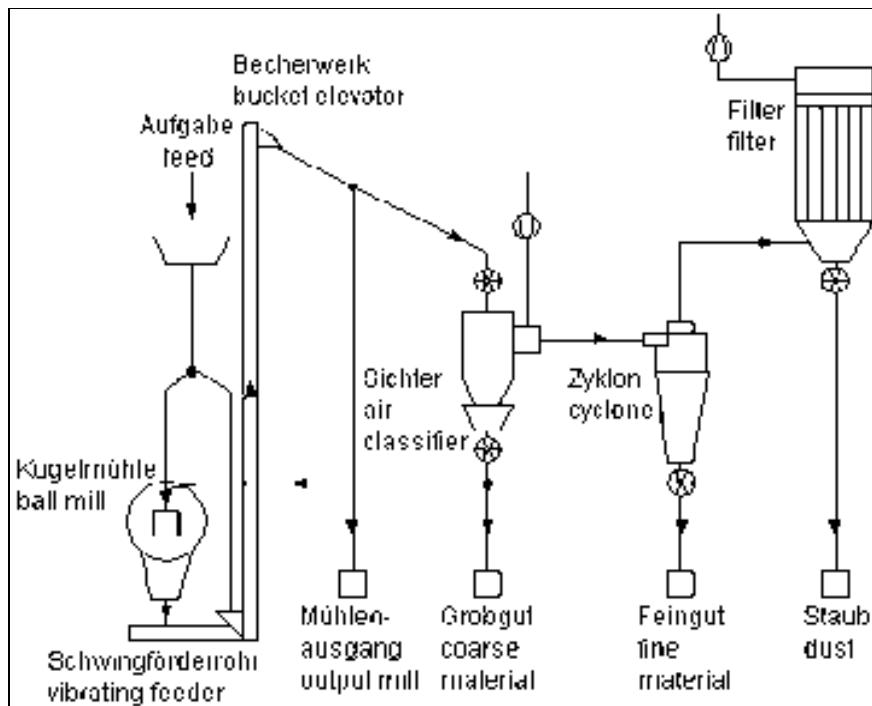 Becherwerk
bucket elevator
Aufgabe
feed
Filter
filter
Sichter
air
classifier
Zyklon
cyclone
Kugelmühle
ball mill
Schwingförderrohr
vibrating feeder
Mühlen-
ausgang
output mill
Grobgut
coarse
material
Feingut
fine
material
Staub
dust